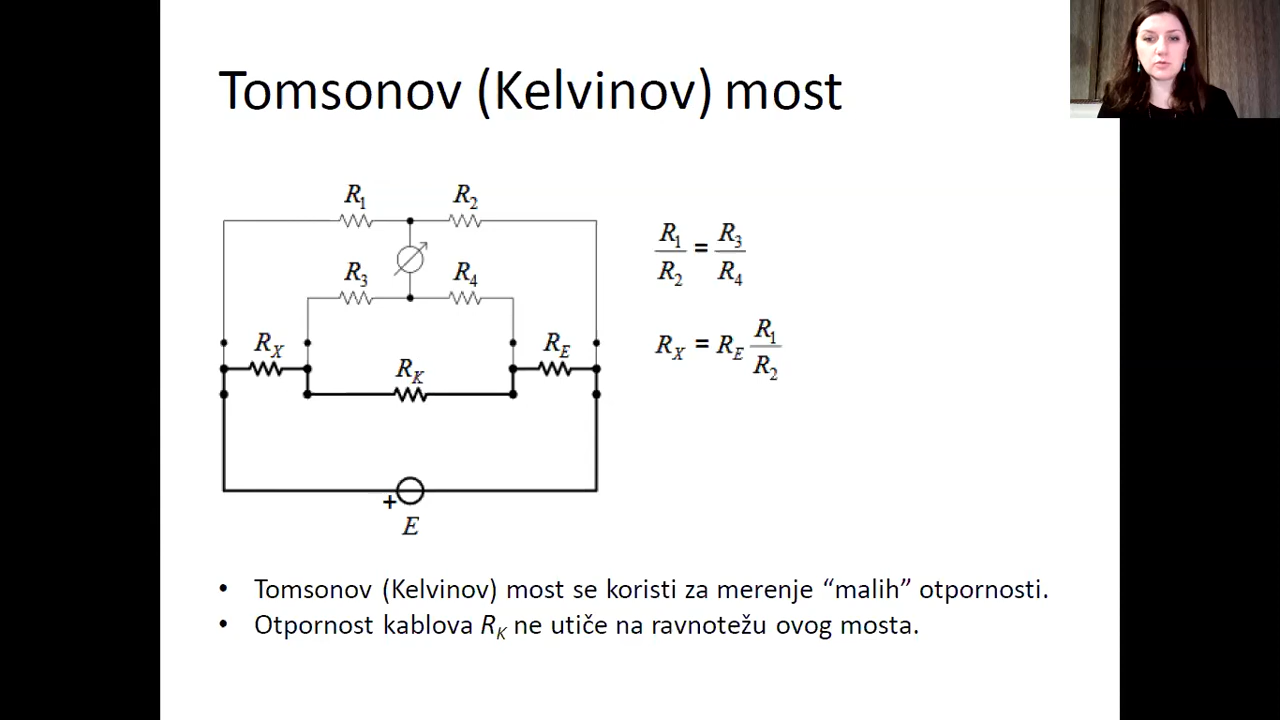 Tomsonov (Kelvinov) most
R1 R2
R3 R4
RX RK RE
+
E
R1/R2 = R3/R4
RX = RE R1/R2
• Tomsonov (Kelvinov) most se koristi za merenje “malih” otpornosti.
• Otpornost kablova RK ne utiče na ravnotežu ovog mosta.